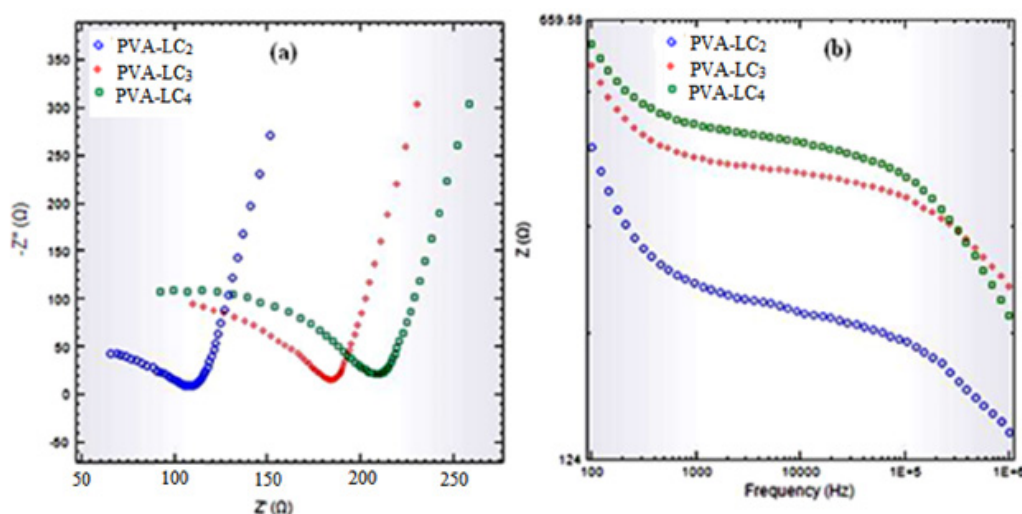 (a)
PVA-LC2
PVA-LC3
PVA-LC4
350
300
250
200
150
100
50
0
-50
-Z" (Ω)
50 100 150 200 250
Z' (Ω)
659.58
(b)
PVA-LC2
PVA-LC3
PVA-LC4
Z (Ω)
124
100 1000 10000 1E+5 1E+6
Frequency (Hz)